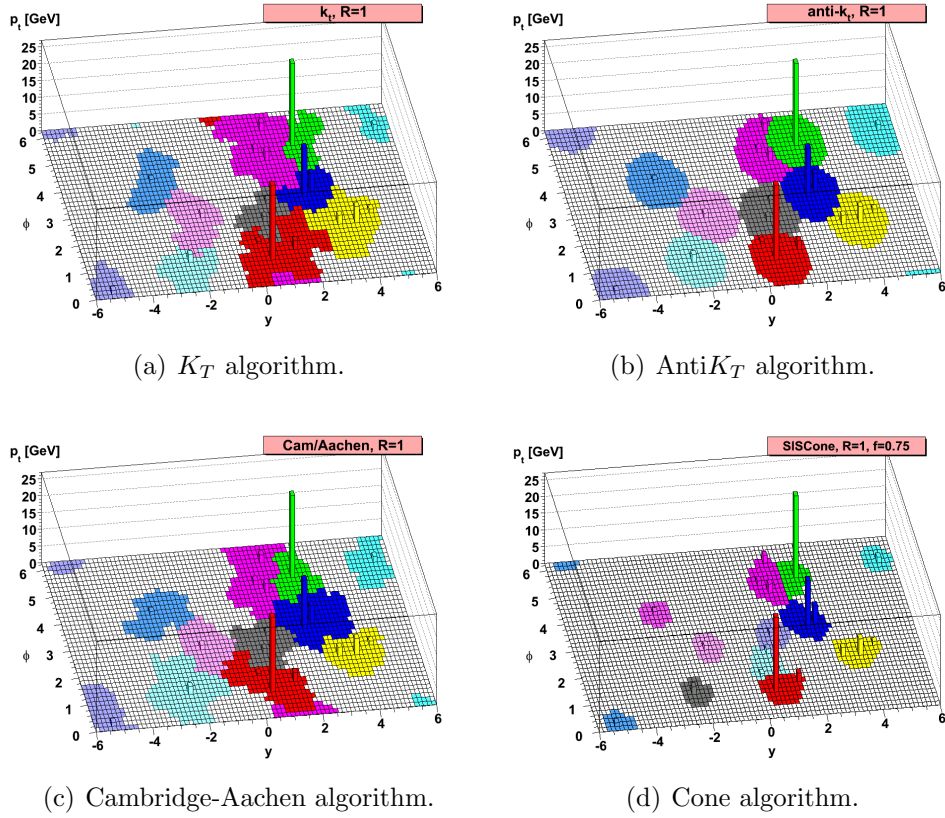 p_t [GeV]
k_t, R=1
25
20
15
10
5
0
6
5
4
ϕ 3
2
1
0
-6 -4 -2 0 2 4 6
y
(a) K_T algorithm.
p_t [GeV]
anti-k_t, R=1
25
20
15
10
5
0
6
5
4
ϕ 3
2
1
0
-6 -4 -2 0 2 4 6
y
(b) AntiK_T algorithm.
p_t [GeV]
Cam/Aachen, R=1
25
20
15
10
5
0
6
5
4
ϕ 3
2
1
0
-6 -4 -2 0 2 4 6
y
(c) Cambridge-Aachen algorithm.
p_t [GeV]
SISCone, R=1, f=0.75
25
20
15
10
5
0
6
5
4
ϕ 3
2
1
0
-6 -4 -2 0 2 4 6
y
(d) Cone algorithm.